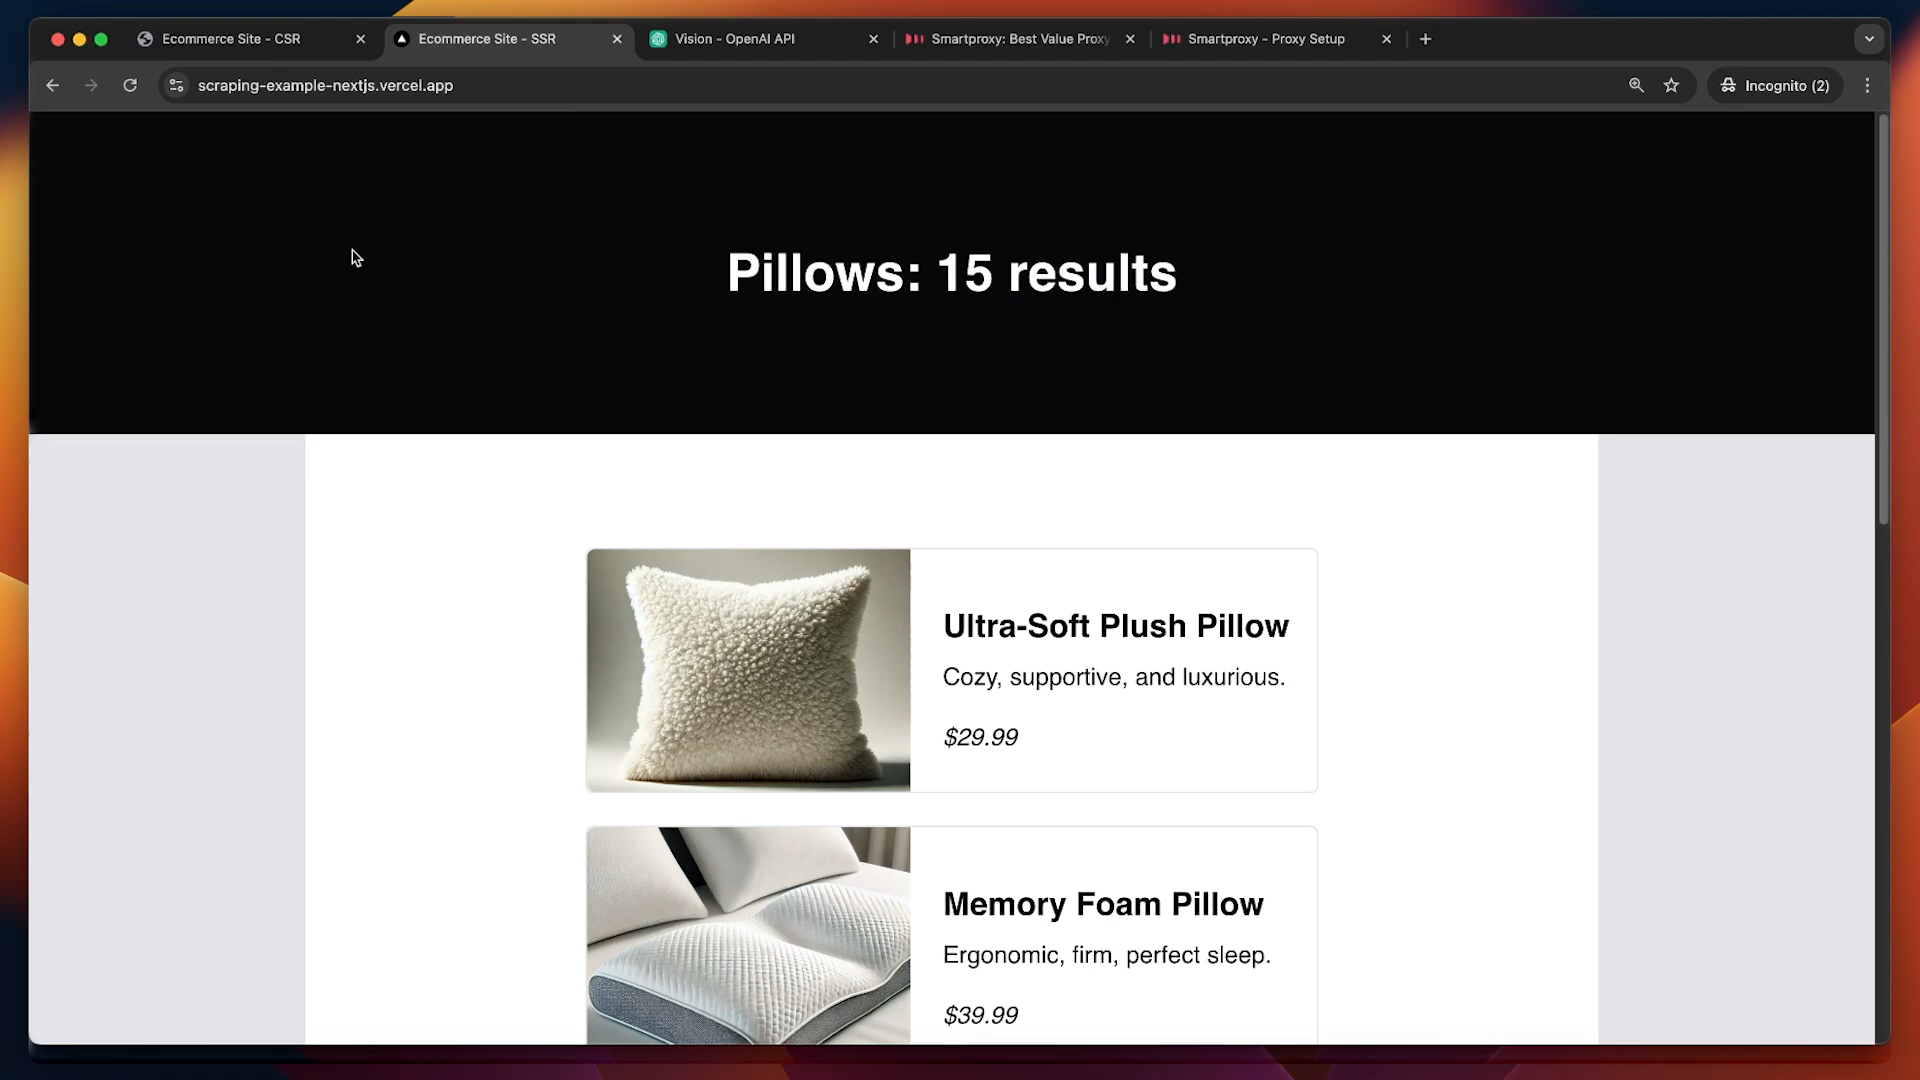 Ecommerce Site - CSR
Ecommerce Site - SSR
Vision - OpenAI API
Smartproxy: Best Value Proxy
Smartproxy - Proxy Setup
scraping-example-nextjs.vercel.app
Incognito (2)
Pillows: 15 results
Ultra-Soft Plush Pillow
Cozy, supportive, and luxurious.
$29.99
Memory Foam Pillow
Ergonomic, firm, perfect sleep.
$39.99